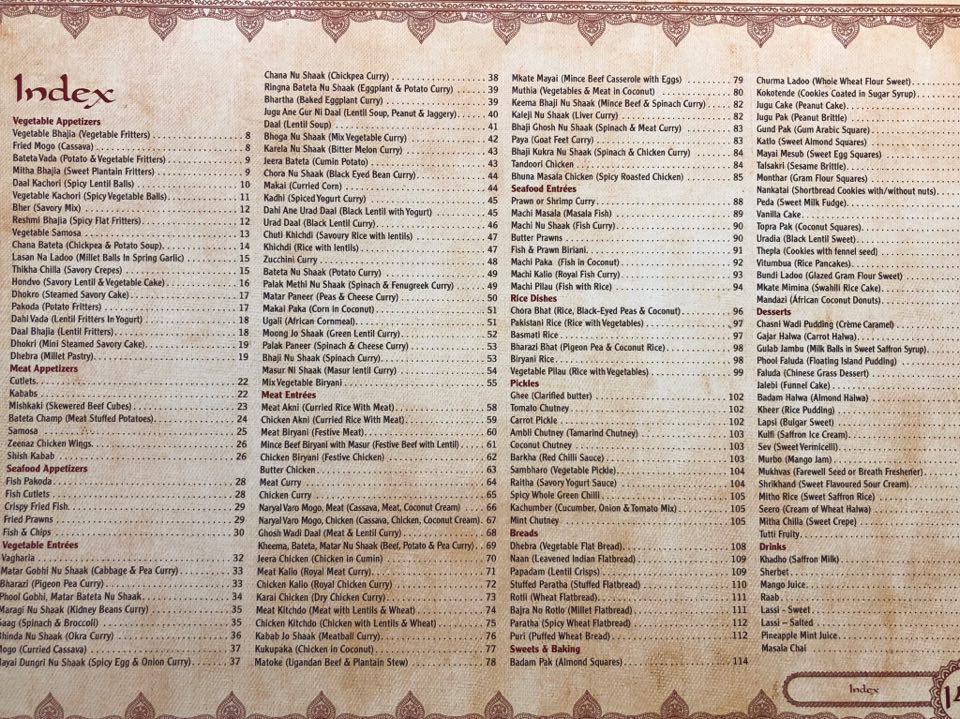 Index
Vegetable Appetizers
Vegetable Bhajia (Vegetable Fritters) 8
Fried Mogo (Cassava) 8
Bateta Vada (Potato & Vegetable Fritters) 9
Mitha Bhajia (Sweet Plantain Fritters) 9
Daal Kachori (Spicy Lentil Balls) 10
Vegetable Kachori (Spicy Vegetable Balls) 11
Bher (Savory Mix) 12
Reshmi Bhajia (Spicy Flat Fritters) 12
Vegetable Samosa 13
Chana Bateta (Chickpea & Potato Soup) 14
Lasan Na Ladoo (Millet Balls In Spring Garlic) 15
Thikha Chilla (Savory Crepes) 15
Hondvo (Savory Lentil & Vegetable Cake) 16
Dhokro (Steamed Savory Cake) 17
Pakoda (Potato Fritters) 17
Dahi Vada (Lentil Fritters In Yogurt) 18
Daal Bhajia (Lentil Fritters) 18
Dhokri (Mini Steamed Savory Cake) 19
Dhebra (Millet Pastry) 19
Meat Appetizers
Cutlets 22
Kababs 22
Mishkaki (Skewered Beef Cubes) 23
Bateta Champ (Meat Stuffed Potatoes) 24
Samosa 25
Zeenaz Chicken Wings 26
Shish Kabab 26
Seafood Appetizers
Fish Pakoda 28
Fish Cutlets 28
Crispy Fried Fish 29
Fried Prawns 29
Fish & Chips 30
Vegetable Entrées
Vagharia 32
Matar Gobhi Nu Shaak (Cabbage & Pea Curry) 33
Bharazi (Pigeon Pea Curry) 33
Phool Gobhi, Matar Bateta Nu Shaak 34
Maragi Nu Shaak (Kidney Beans Curry) 35
Saag (Spinach & Broccoli) 35
Bhinda Nu Shaak (Okra Curry) 36
Mogo (Curried Cassava) 37
Mayai Dungri Nu Shaak (Spicy Egg & Onion Curry) 37
Chana Nu Shaak (Chickpea Curry) 38
Ringna Bateta Nu Shaak (Eggplant & Potato Curry) 39
Bhartha (Baked Eggplant Curry) 39
Jugu Ane Gur Ni Daal (Lentil Soup, Peanut & Jaggery) 40
Daal (Lentil Soup) 41
Bhoga Nu Shaak (Mix Vegetable Curry) 42
Karela Nu Shaak (Bitter Melon Curry) 43
Jeera Bateta (Cumin Potato) 43
Chora Nu Shaak (Black Eyed Bean Curry) 44
Makai (Curried Corn) 44
Kadhi (Spiced Yogurt Curry) 45
Dahi Ane Urad Daal (Black Lentil with Yogurt) 45
Urad Daal (Black Lentil Curry) 46
Chuti Khichdi (Savoury Rice with lentils) 47
Khichdi (Rice with lentils) 47
Zucchini Curry 48
Bateta Nu Shaak (Potato) 49
Palak Methi Nu Shaak (Spinach & Fenugreek Curry) 49
Matar Paneer (Peas & Cheese Curry) 50
Makai Paka (Corn in Coconut) 51
Ugali (African Cornmeal) 51
Moong Jo Shaak (Green Lentil Curry) 52
Palak Paneer (Spinach & Cheese Curry) 53
Bhaji Nu Shaak (Spinach Curry) 53
Masur Ni Shaak (Masur lentil Curry) 54
Mix Vegetable Biryani 55
Meat Entrées
Meat Akni (Curried Rice With Meat) 58
Chicken Akni (Curried Rice With Meat) 59
Meat Biryani (Festive Meat) 60
Mince Beef Biryani with Masur (Festive Beef with Lentil) 61
Chicken Biryani (Festive Chicken) 62
Butter Chicken 63
Meat Curry 64
Chicken Curry 65
Naryal Varo Mogo, Meat (Cassava, Meat, Coconut Cream) 66
Naryal Varo Mogo, Chicken (Cassava, Chicken, Coconut Cream) 67
Ghosh Wadi Daal (Meat & Lentil Curry) 68
Kheema, Bateta, Matar Nu Shaak (Beef, Potato & Pea Curry) 69
Jeera Chicken (Chicken in Cumin) 70
Meat Kalio (Royal Meat Curry) 71
Chicken Kalio (Royal Chicken Curry) 72
Karai Chicken (Dry Chicken Curry) 73
Meat Kitchdo (Meat with Lentils & Wheat) 74
Chicken Kitchdo (Chicken with Lentils & Wheat) 75
Kabab Jo Shaak (Meatball Curry) 76
Kukupaka (Chicken in Coconut) 77
Matoke (Ugandan Beef & Plantain Stew) 78
Mkate Mayai (Mince Beef Casserole with Eggs) 79
Muthia (Vegetables & Meat in Coconut) 80
Keema Bhaji Nu Shaak (Mince Beef & Spinach Curry) 82
Kaleji Nu Shaak (Liver Curry) 82
Bhaji Ghosh Nu Shaak (Spinach & Meat Curry) 83
Paya (Goat Feet Curry) 83
Bhaji Kukra Nu Shaak (Spinach & Chicken Curry) 84
Tandoori Chicken 84
Bhuna Masala Chicken (Spicy Roasted Chicken) 85
Seafood Entrées
Prawn or Shrimp Curry 88
Machi Masala (Masala Fish) 89
Machi Nu Shaak (Fish Curry) 90
Butter Prawns 90
Fish & Prawn Biriani 91
Machi Paka (Fish in Coconut) 92
Machi Kalio (Royal Fish Curry) 93
Machi Pilau (Fish with Rice) 94
Rice Dishes
Chora Bhat (Rice, Black-Eyed Peas & Coconut) 96
Pakistani Rice (Rice with Vegetables) 97
Basmati Rice 97
Bharazi Bhat (Pigeon Pea & Coconut Rice) 98
Biryani Rice 98
Vegetable Pilau (Rice with Vegetables) 99
Pickles
Ghee (Clarified butter) 102
Tomato Chutney 102
Carrot Pickle 102
Ambli Chutney (Tamarind Chutney) 103
Coconut Chutney 103
Barkha (Red Chilli Sauce) 103
Sambharo (Vegetable Pickle) 104
Raitha (Savory Yogurt Sauce) 104
Spicy Whole Green Chilli 105
Kachumber (Cucumber, Onion & Tomato Mix) 105
Mint Chutney 105
Breads
Dhebra (Vegetable Flat Bread) 108
Naan (Leavened Indian Flatbread) 109
Papadam (Lentil Crisps) 109
Stuffed Paratha (Stuffed Flatbread) 110
Rotli (Wheat Flatbread) 111
Bajra No Rotlo (Millet Flatbread) 111
Paratha (Spicy Wheat Flatbread) 112
Puri (Puffed Wheat Bread) 112
Sweets & Baking
Badam Pak (Almond Squares) 114
Churma Ladoo (Whole Wheat Flour Sweet)
Kokotende (Cookies Coated in Sugar Syrup)
Jugu Cake (Peanut Cake)
Jugu Pak (Peanut Brittle)
Gund Pak (Gum Arabic Square)
Katlo (Sweet Almond Squares)
Mayai Mesub (Sweet Egg Squares)
Talsakri (Sesame Brittle)
Monthar (Gram Flour Squares)
Nankatai (Shortbread Cookies with/without nuts)
Peda (Sweet Milk Fudge)
Vanilla Cake
Topra Pak (Coconut Squares)
Uradia (Black Lentil Sweet)
Thepla (Cookies with fennel seed)
Vitumbua (Rice Pancakes)
Bundi Ladoo (Glazed Gram Flour Sweet)
Mkate Mimina (Swahili Rice Cake)
Mandazi (African Coconut Donuts)
Desserts
Chasni Wadi Pudding (Crème Caramel)
Gajar Halwa (Carrot Halwa)
Gulab Jambu (Milk Balls in Sweet Saffron Syrup)
Phool Faluda (Floating Island Pudding)
Faluda (Chinese Grass Dessert)
Jalebi (Funnel Cake)
Badam Halwa (Almond Halwa)
Kheer (Rice Pudding)
Lapsi (Bulgar Sweet)
Kulfi (Saffron Ice Cream)
Sev (Sweet Vermicelli)
Murbo (Mango Jam)
Mukhvas (Farewell Seed or Breath Freshener)
Shrikhand (Sweet Flavoured Sour Cream)
Mitho Rice (Sweet Saffron Rice)
Seero (Cream of Wheat Halwa)
Mitha Chilla (Sweet Crepe)
Tutti Fruity
Drinks
Khadho (Saffron Milk)
Sherbet
Mango Juice
Raab
Lassi - Sweet
Lassi – Salted
Pineapple Mint Juice
Masala Chai
Index